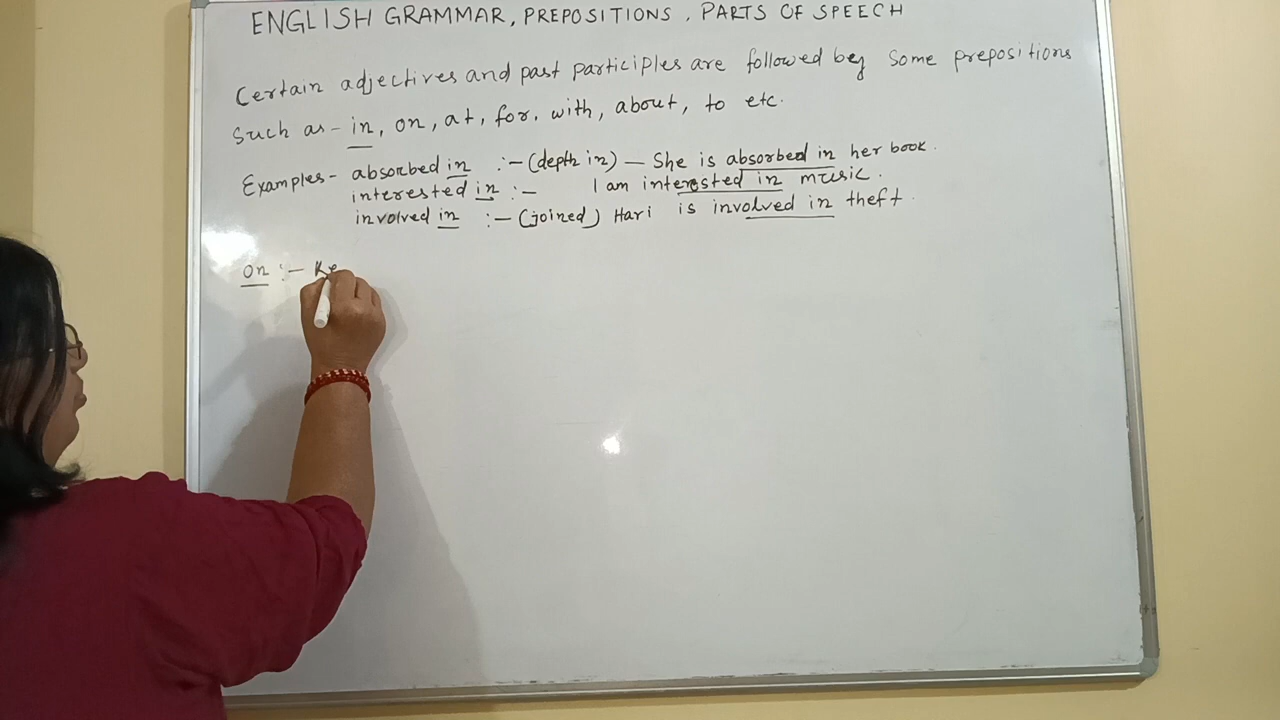 ENGLISH GRAMMAR, PREPOSITIONS, PARTS OF SPEECH
Certain adjectives and past participles are followed by some prepositions
Such as - in, on, at, for, with, about, to etc.
Examples - absorbed in :- (depth in) - She is absorbed in her book.
interested in :- I am interested in music.
involved in :- (joined) Hari is involved in theft.
on :- Ke